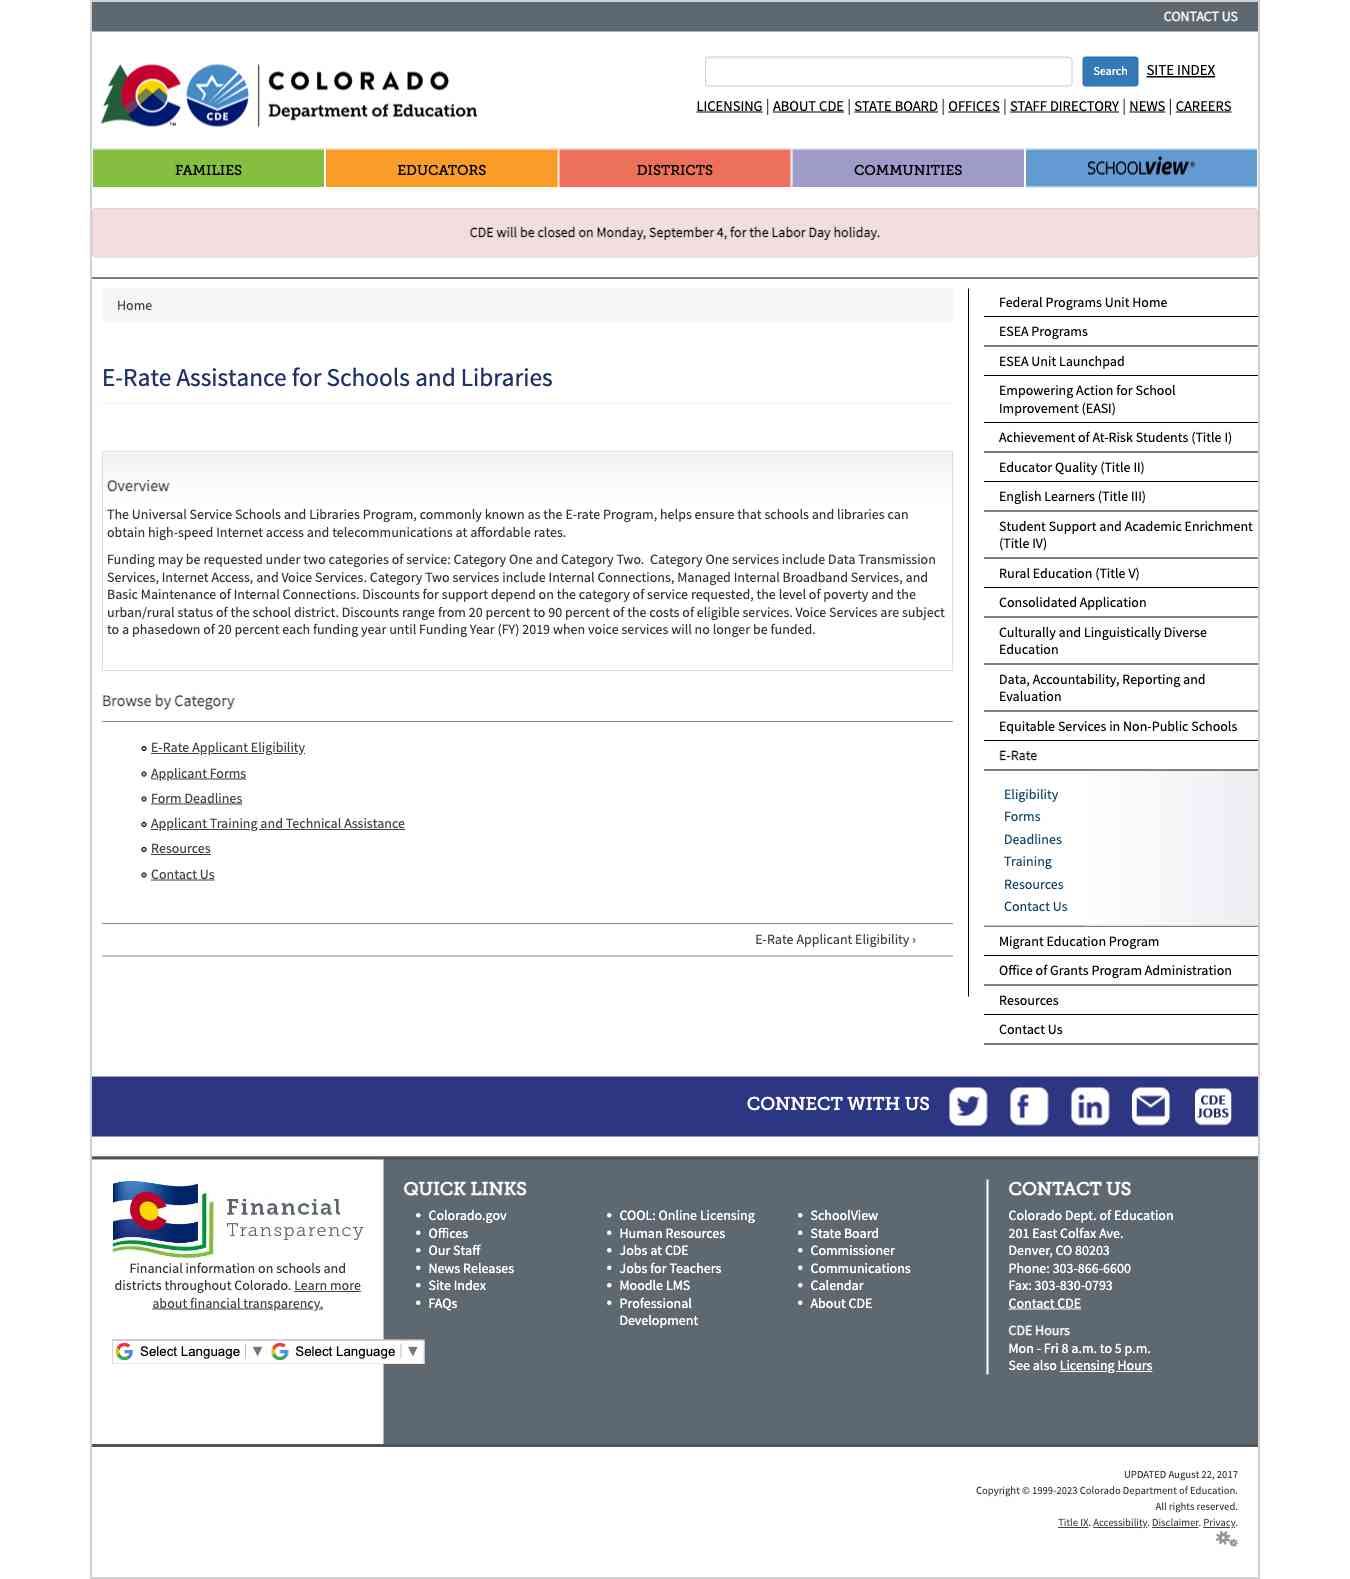 CONTACT US
COLORADO
Department of Education
CDE
TM
Search
SITE INDEX
LICENSING | ABOUT CDE | STATE BOARD | OFFICES | STAFF DIRECTORY | NEWS | CAREERS
FAMILIES
EDUCATORS
DISTRICTS
COMMUNITIES
SCHOOLVIEW®
CDE will be closed on Monday, September 4, for the Labor Day holiday.
Home
E-Rate Assistance for Schools and Libraries
Overview
The Universal Service Schools and Libraries Program, commonly known as the E-rate Program, helps ensure that schools and libraries can
obtain high-speed Internet access and telecommunications at affordable rates.
Funding may be requested under two categories of service: Category One and Category Two.  Category One services include Data Transmission
Services, Internet Access, and Voice Services. Category Two services include Internal Connections, Managed Internal Broadband Services, and
Basic Maintenance of Internal Connections. Discounts for support depend on the category of service requested, the level of poverty and the
urban/rural status of the school district. Discounts range from 20 percent to 90 percent of the costs of eligible services. Voice Services are subject
to a phasedown of 20 percent each funding year until Funding Year (FY) 2019 when voice services will no longer be funded.
Browse by Category
E-Rate Applicant Eligibility
Applicant Forms
Form Deadlines
Applicant Training and Technical Assistance
Resources
Contact Us
E-Rate Applicant Eligibility ›
Federal Programs Unit Home
ESEA Programs
ESEA Unit Launchpad
Empowering Action for School
Improvement (EASI)
Achievement of At-Risk Students (Title I)
Educator Quality (Title II)
English Learners (Title III)
Student Support and Academic Enrichment
(Title IV)
Rural Education (Title V)
Consolidated Application
Culturally and Linguistically Diverse
Education
Data, Accountability, Reporting and
Evaluation
Equitable Services in Non-Public Schools
E-Rate
Eligibility
Forms
Deadlines
Training
Resources
Contact Us
Migrant Education Program
Office of Grants Program Administration
Resources
Contact Us
CONNECT WITH US
CDE
JOBS
Financial
Transparency
Financial information on schools and
districts throughout Colorado. Learn more
about financial transparency.
Select Language ▼ Select Language ▼
QUICK LINKS
Colorado.gov
Offices
Our Staff
News Releases
Site Index
FAQs
COOL: Online Licensing
Human Resources
Jobs at CDE
Jobs for Teachers
Moodle LMS
Professional
Development
SchoolView
State Board
Commissioner
Communications
Calendar
About CDE
CONTACT US
Colorado Dept. of Education
201 East Colfax Ave.
Denver, CO 80203
Phone: 303-866-6600
Fax: 303-830-0793
Contact CDE
CDE Hours
Mon - Fri 8 a.m. to 5 p.m.
See also Licensing Hours
UPDATED August 22, 2017
Copyright © 1999-2023 Colorado Department of Education.
All rights reserved.
Title IX. Accessibility. Disclaimer. Privacy.